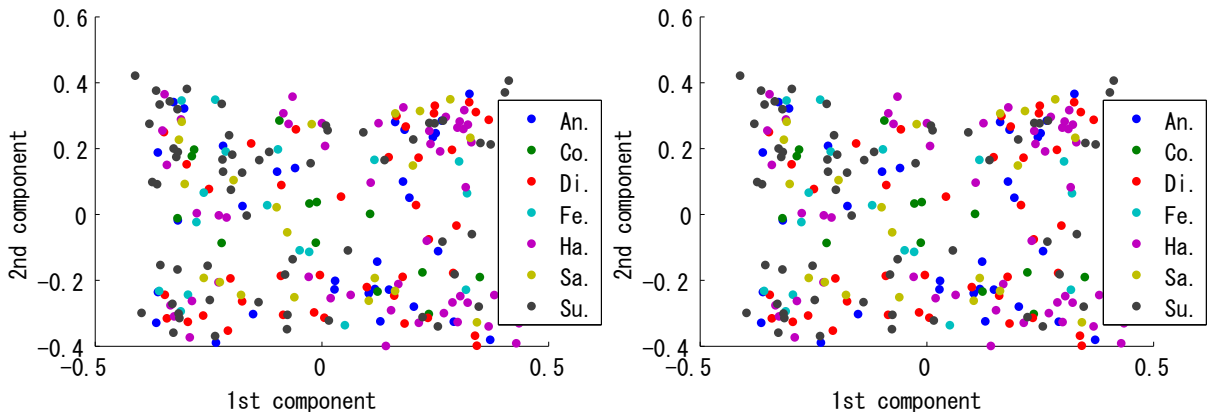 0.6
0.4
0.2
0
-0.2
-0.4
2nd component
-0.5
0
0.5
1st component
An.
Co.
Di.
Fe.
Ha.
Sa.
Su.
0.6
0.4
0.2
0
-0.2
-0.4
2nd component
-0.5
0
0.5
1st component
An.
Co.
Di.
Fe.
Ha.
Sa.
Su.